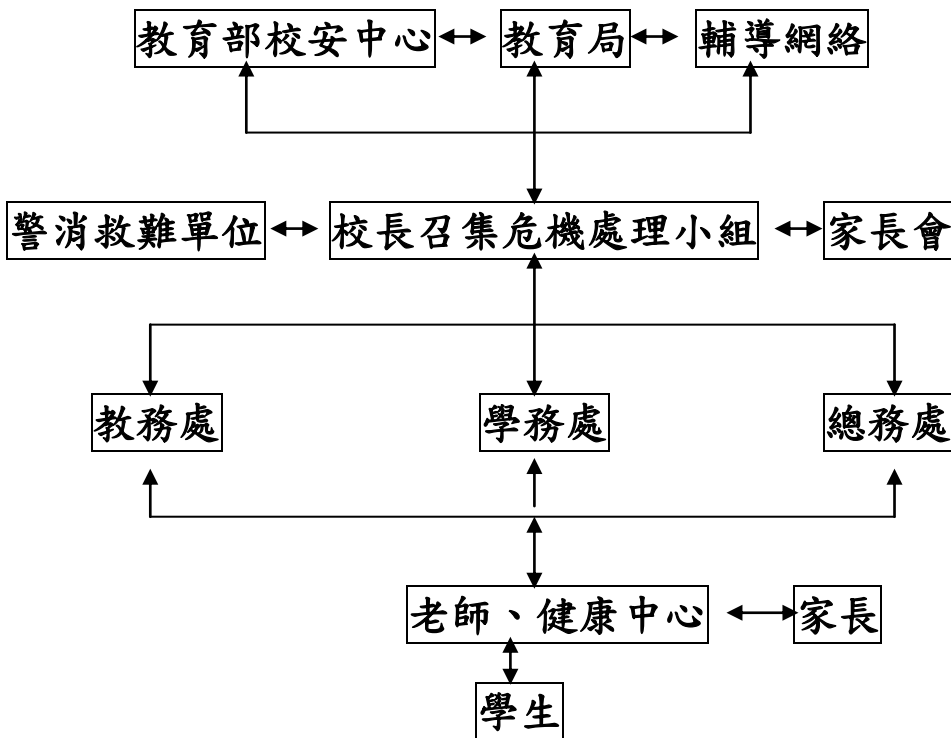 教育部校安中心 教育局 輔導網絡
警消救難單位 校長召集危機處理小組 家長會
教務處 學務處 總務處
老師、健康中心 家長
學生